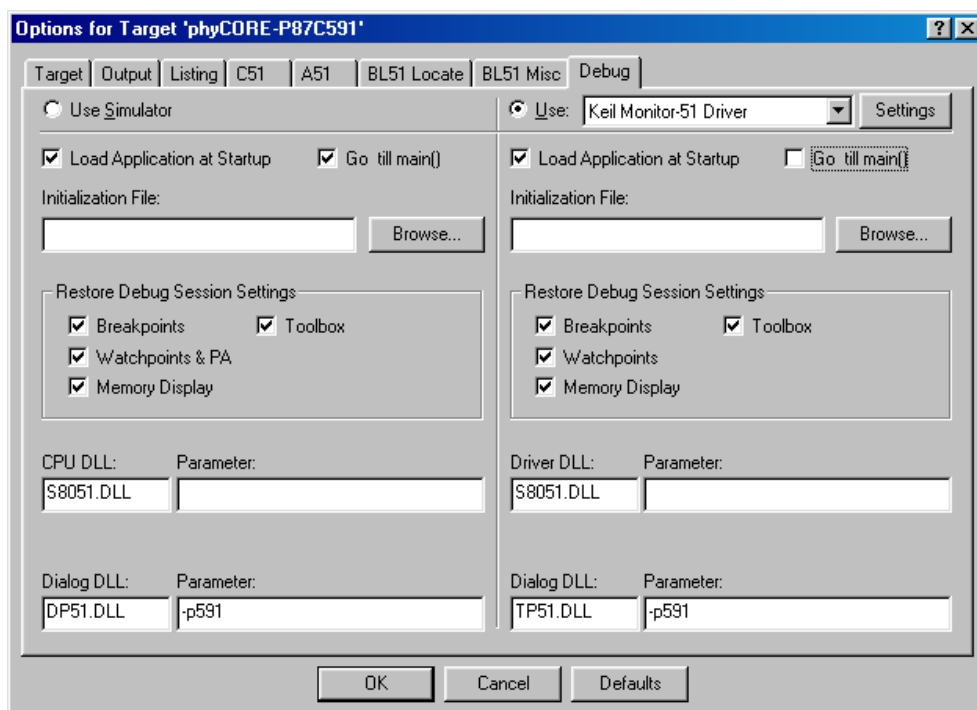 Options for Target 'phyCORE-P87C591'
Target Output Listing C51 A51 BL51 Locate BL51 Misc Debug
Use Simulator
Use: Keil Monitor-51 Driver Settings
Load Application at Startup Go till main()
Load Application at Startup Go till main()
Initialization File:
Initialization File:
Browse...
Browse...
Restore Debug Session Settings
Breakpoints Toolbox
Watchpoints & PA
Memory Display
Restore Debug Session Settings
Breakpoints Toolbox
Watchpoints
Memory Display
CPU DLL: Parameter:
S8051.DLL
Driver DLL: Parameter:
S8051.DLL
Dialog DLL: Parameter:
DP51.DLL -p591
Dialog DLL: Parameter:
TP51.DLL -p591
OK Cancel Defaults